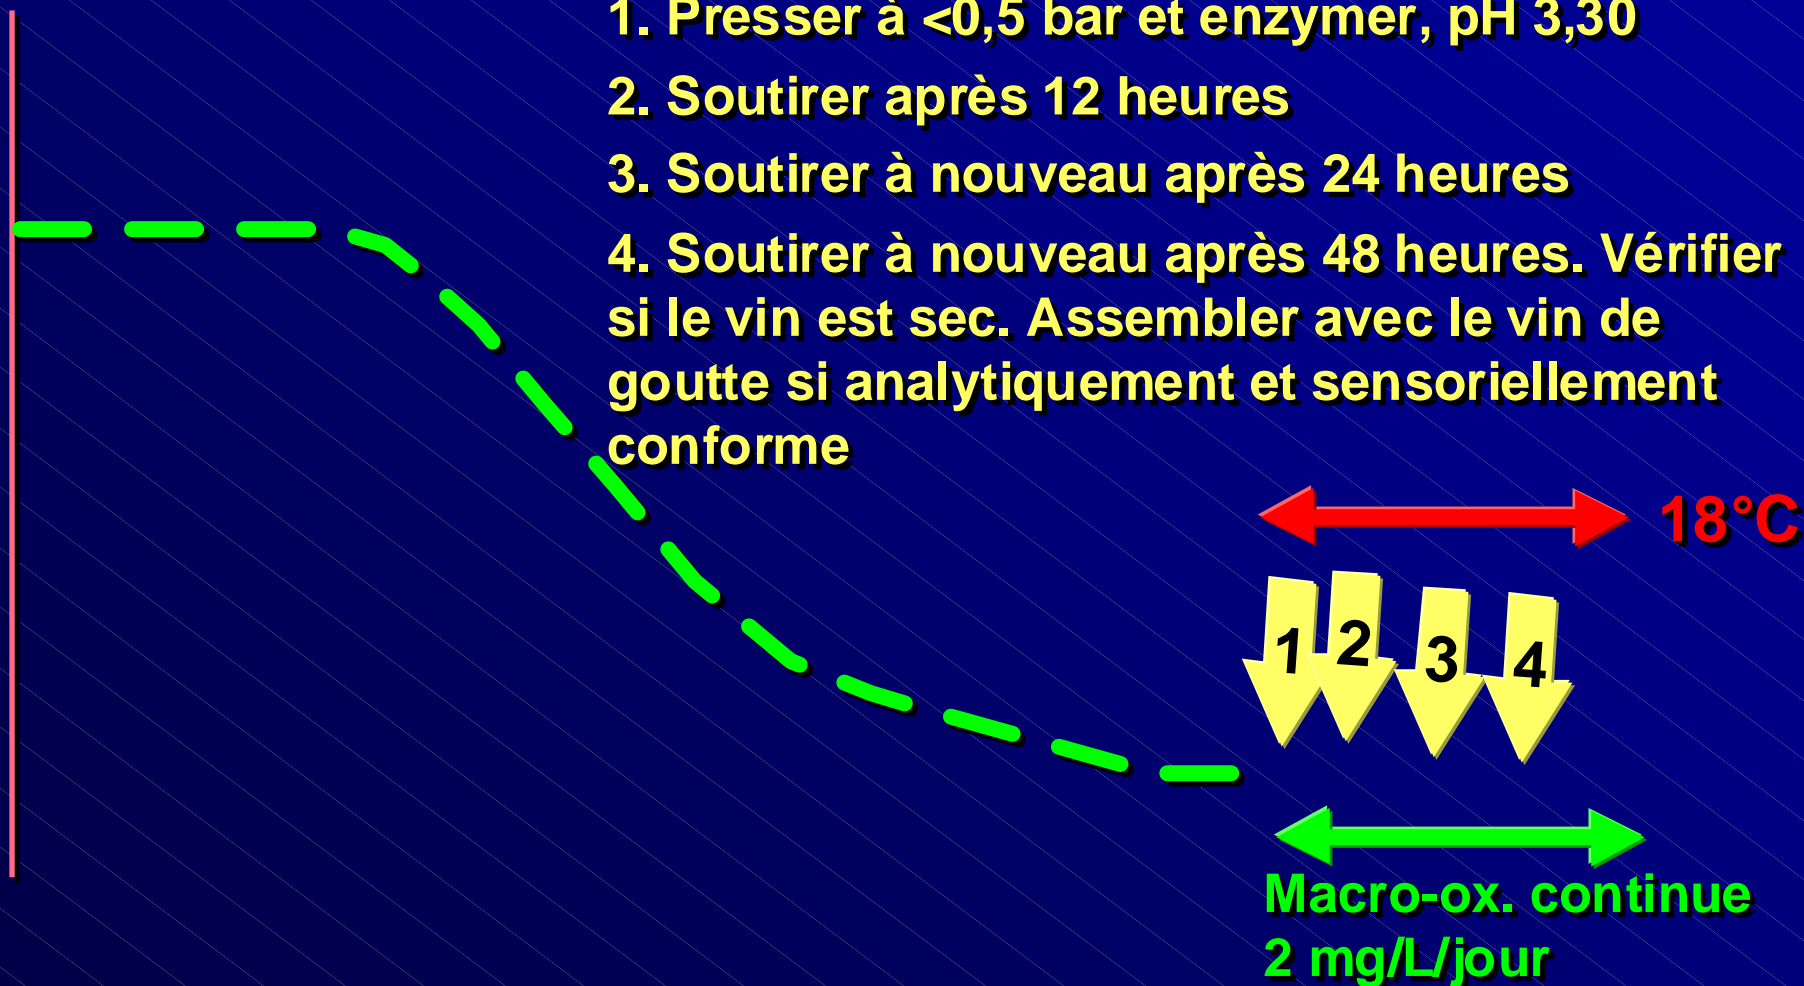 1. Presser à <0,5 bar et enzymer, pH 3,30
2. Soutirer après 12 heures
3. Soutirer à nouveau après 24 heures
4. Soutirer à nouveau après 48 heures. Vérifier
si le vin est sec. Assembler avec le vin de
goutte si analytiquement et sensoriellement
conforme
18°C
1 2 3 4
Macro-ox. continue
2 mg/L/jour